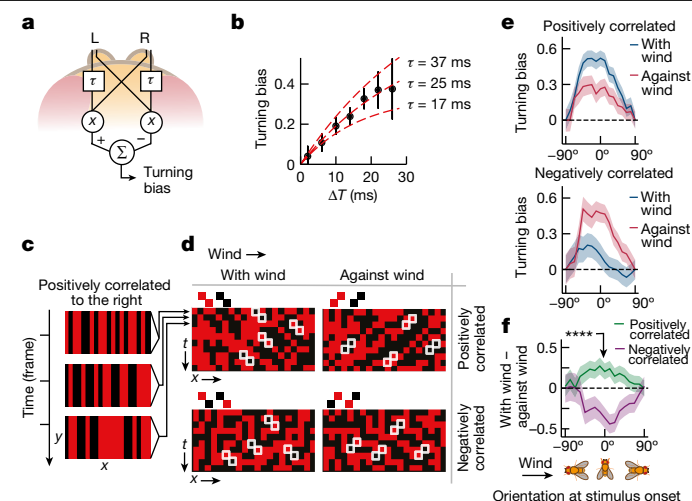 a
L R
τ τ
x x
+ −
Σ
Turning
bias
b
Turning bias
0.4
0.2
0
0 10 20 30
ΔT (ms)
τ = 37 ms
τ = 25 ms
τ = 17 ms
c
Positively correlated
to the right
Time (frame)
y
x
d
Wind
With wind Against wind
t
x
Positively
correlated
t
x
Negatively
correlated
e
Positively correlated
Turning bias
0.6
0.3
0
−90° 0° 90°
With
wind
Against
wind
Negatively correlated
Turning bias
0.6
0.3
0
−90° 0° 90°
With
wind
Against
wind
f
****
Positively
correlated
Negatively
correlated
With wind –
against wind
0.5
0
−0.5
−90° 0° 90°
Wind
Orientation at stimulus onset